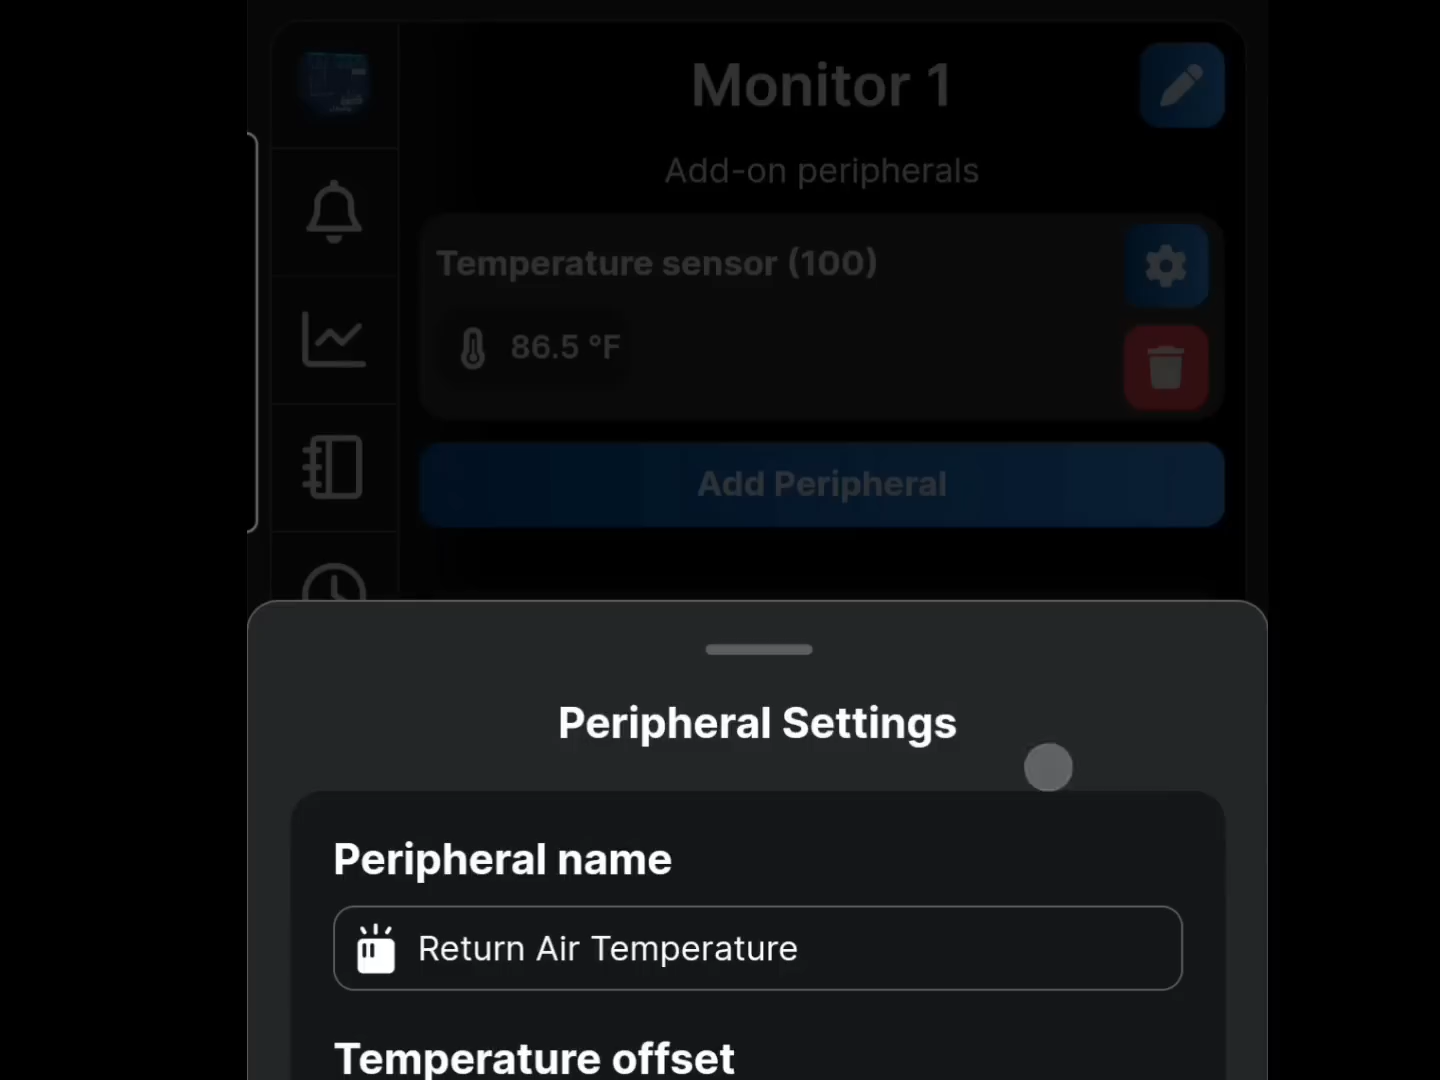 Monitor 1
Add-on peripherals
Temperature sensor (100)
86.5 °F
Add Peripheral
Peripheral Settings
Peripheral name
Return Air Temperature
Temperature offset